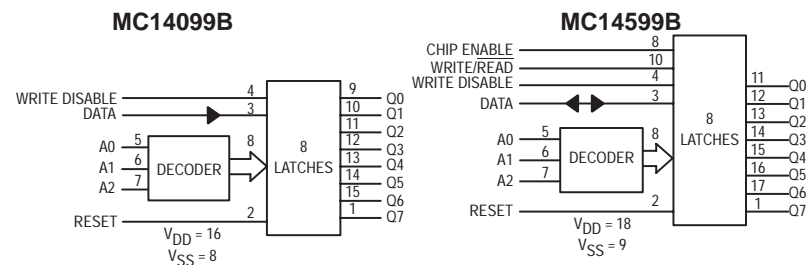 MC14099B
WRITE DISABLE 4
DATA 3
A0 5
A1 6
A2 7
DECODER
8
8
LATCHES
RESET 2
9 Q0
10 Q1
11 Q2
12 Q3
13 Q4
14 Q5
15 Q6
1 Q7
VDD = 16
VSS = 8
MC14599B
CHIP ENABLE 8
WRITE/READ 10
WRITE DISABLE 4
DATA 3
A0 5
A1 6
A2 7
DECODER
8
8
LATCHES
RESET 2
11 Q0
12 Q1
13 Q2
14 Q3
15 Q4
16 Q5
17 Q6
1 Q7
VDD = 18
VSS = 9